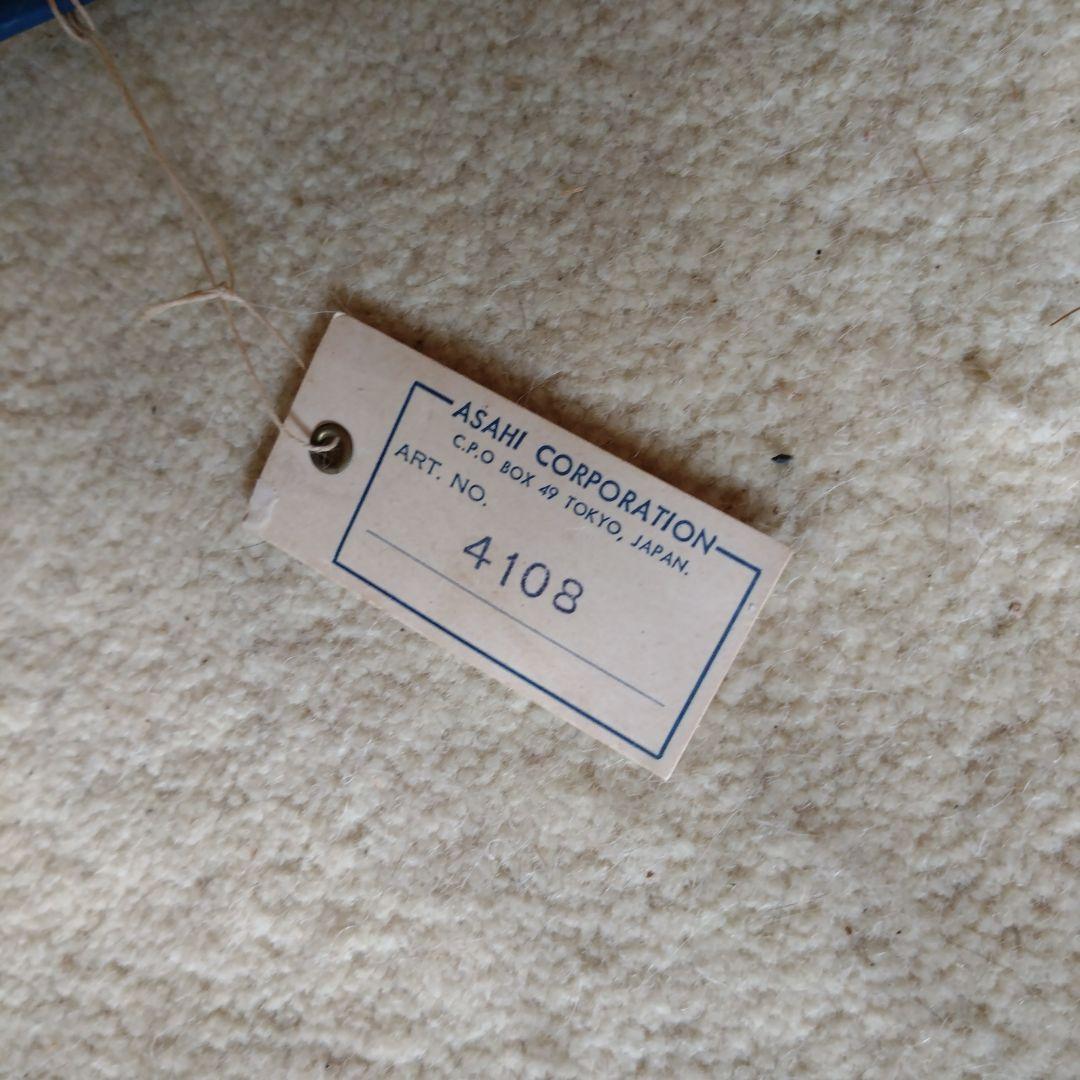 ASAHI CORPORATION
C.P.O BOX 49 TOKYO, JAPAN.
ART. NO.
4108